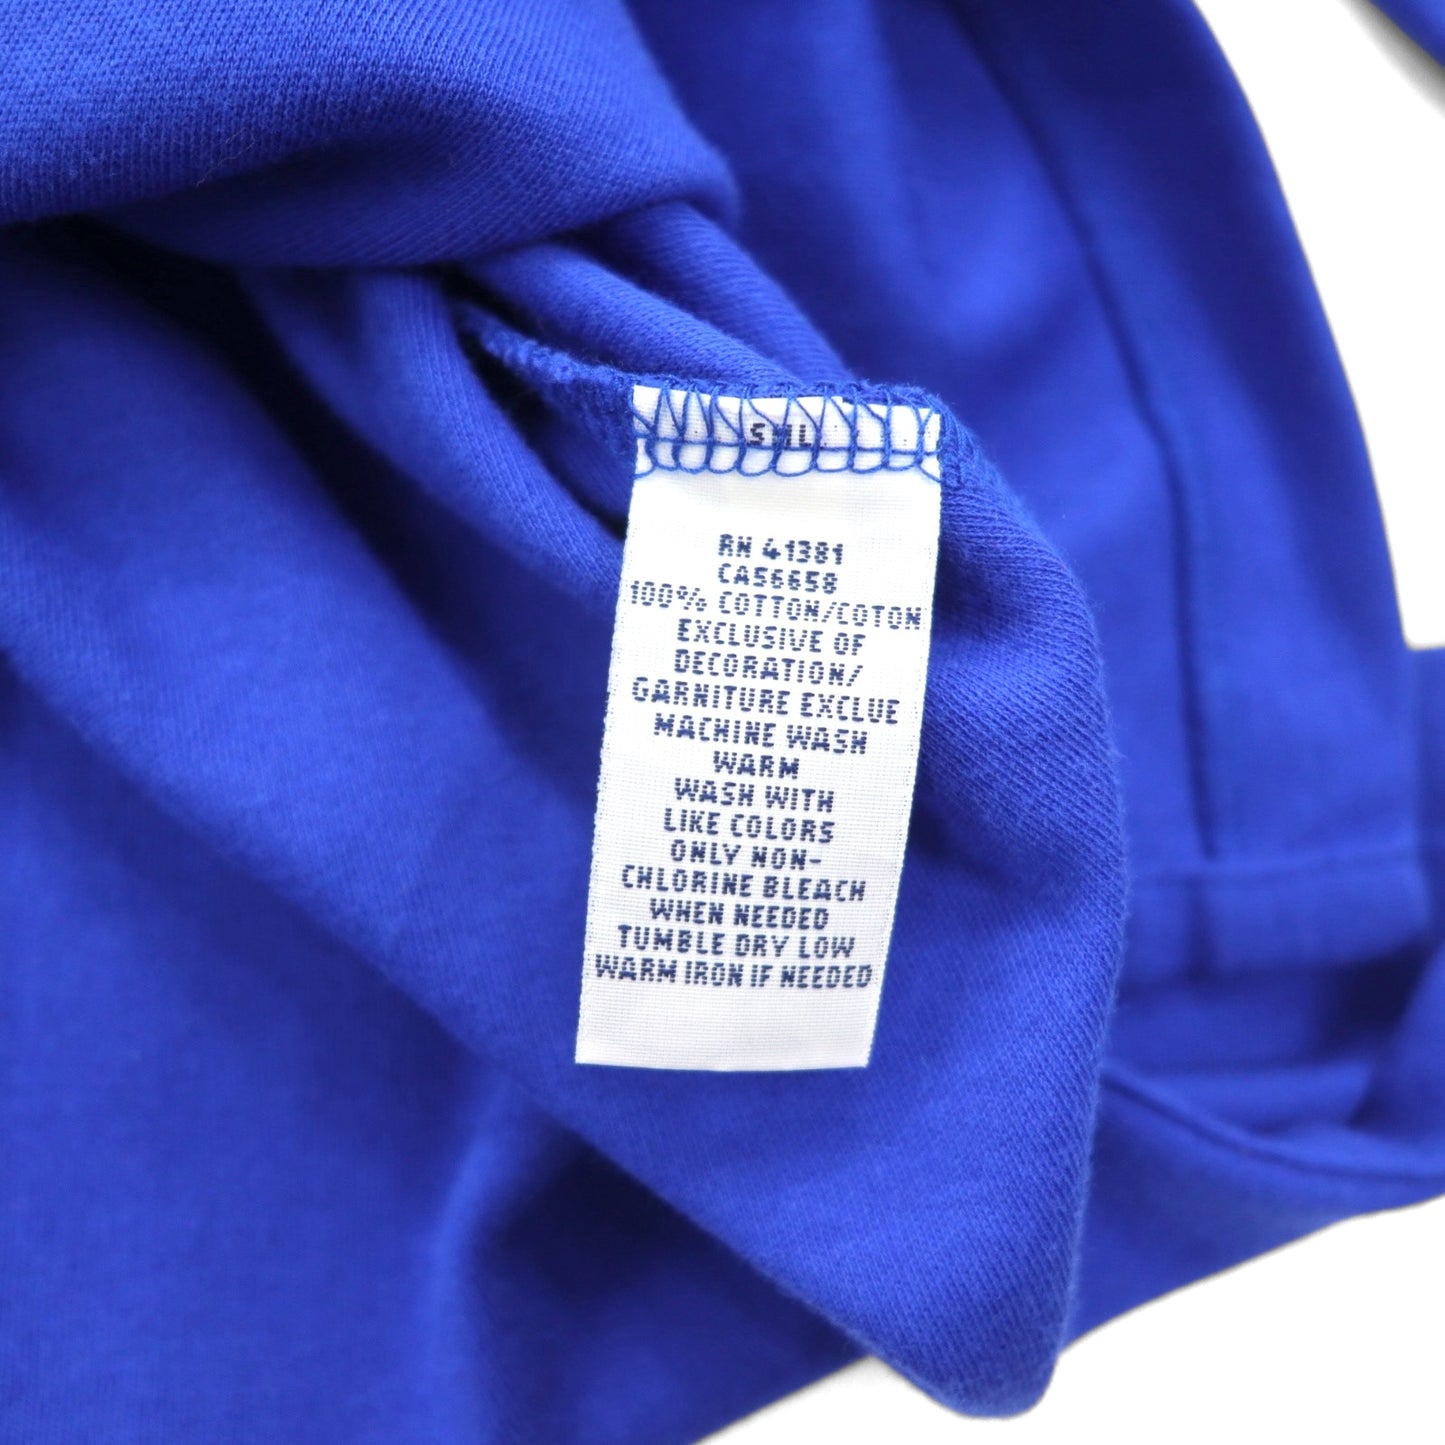 RN 41381
CA56658
100% COTTON/COTON
EXCLUSIVE OF
DECORATION/
GARNITURE EXCLUE
MACHINE WASH
WARM
WASH WITH
LIKE COLORS
ONLY NON-
CHLORINE BLEACH
WHEN NEEDED
TUMBLE DRY LOW
WARM IRON IF NEEDED